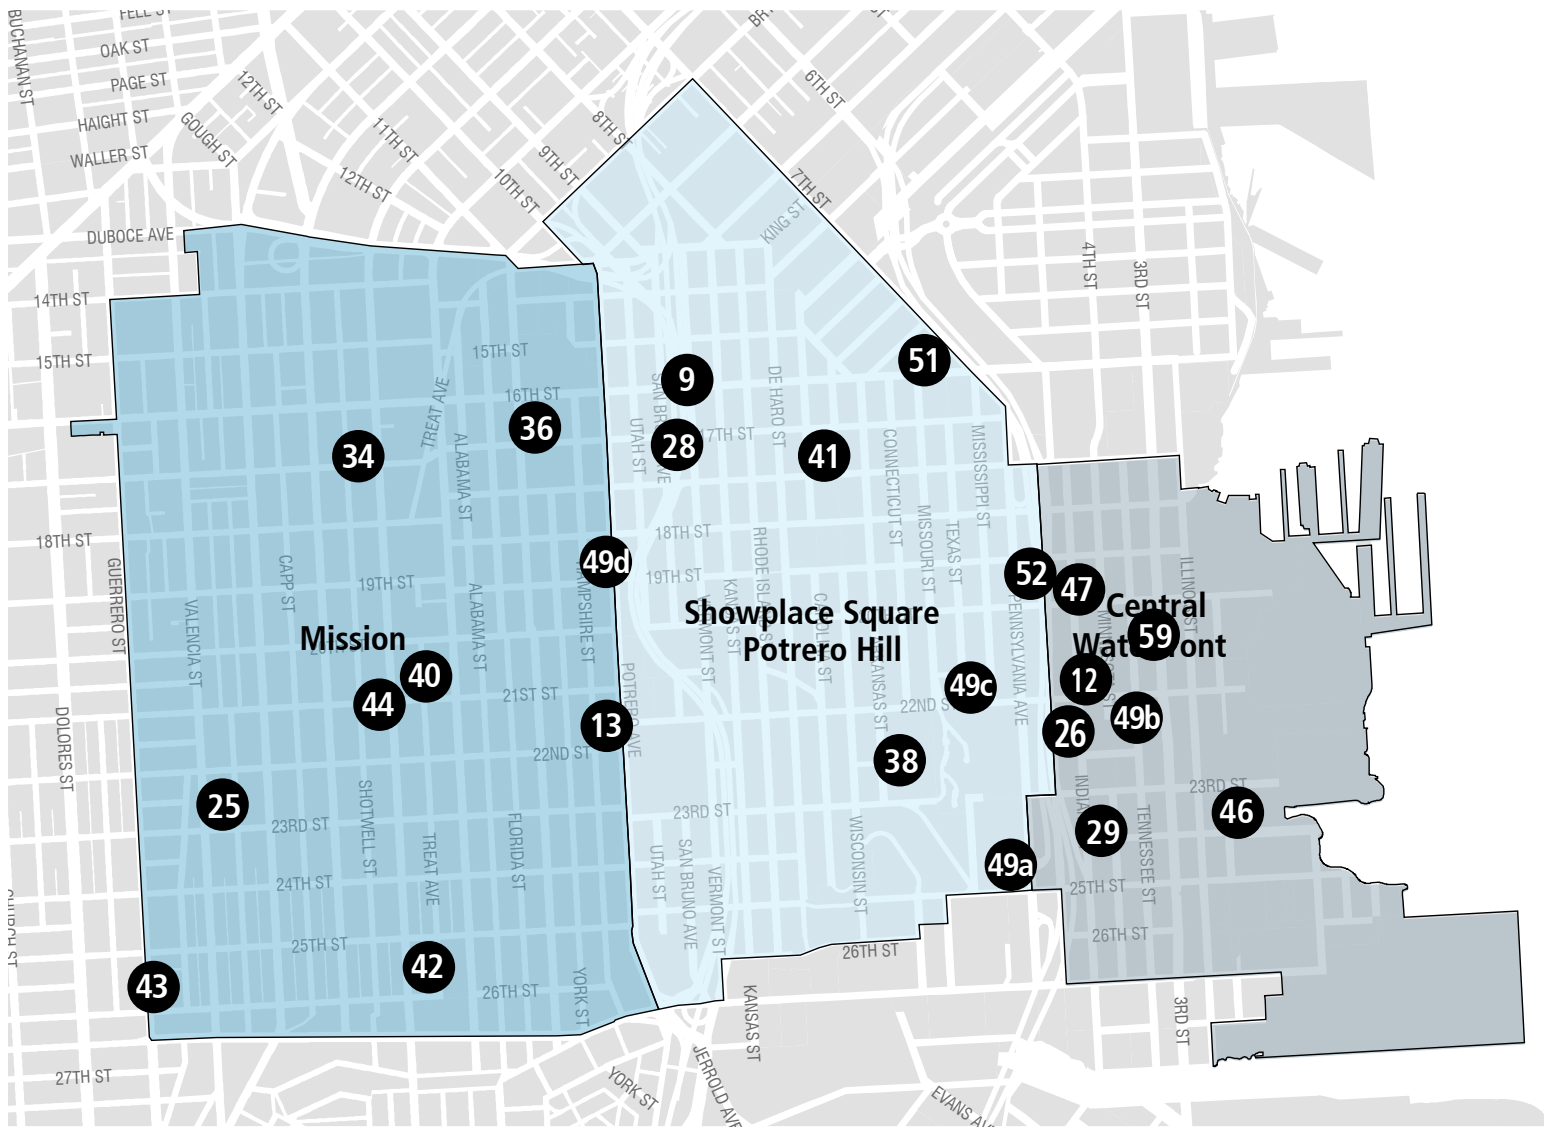 BUCHANAN ST
FELL ST
OAK ST
PAGE ST
HAIGHT ST
WALLER ST
12TH ST
GOUGH ST
11TH ST
12TH ST
10TH ST
9TH ST
8TH ST
6TH ST
7TH ST
KING ST
4TH ST
3RD ST
DUBOCE AVE
14TH ST
15TH ST
15TH ST
16TH ST
TREAT AVE
ALABAMA ST
UTAH ST
17TH ST
DE HARO ST
CONNECTICUT ST
MISSISSIPPI ST
51
9
36
28
34
41
18TH ST
18TH ST
MISSOURI ST
TEXAS ST
GUERRERO ST
CAPP ST
19TH ST
ALABAMA ST
49d
19TH ST
52
47
VALENCIA ST
Mission
Showplace Square
Potrero Hill
Central
59
PENNSYLVANIA AVE
40
44
21ST ST
13
49c
12
49b
26
22ND ST
38
DOLORES ST
25
23RD ST
SHOTWELL ST
TREAT AVE
FLORIDA ST
23RD ST
WISCONSIN ST
23RD ST
46
29
TENNESSEE ST
49a
24TH ST
UTAH ST
SAN BRUNO AVE
VERMONT ST
25TH ST
25TH ST
26TH ST
26TH ST
43
42
26TH ST
YORK ST
KANSAS ST
3RD ST
27TH ST
YORK ST
JERROLD AVE